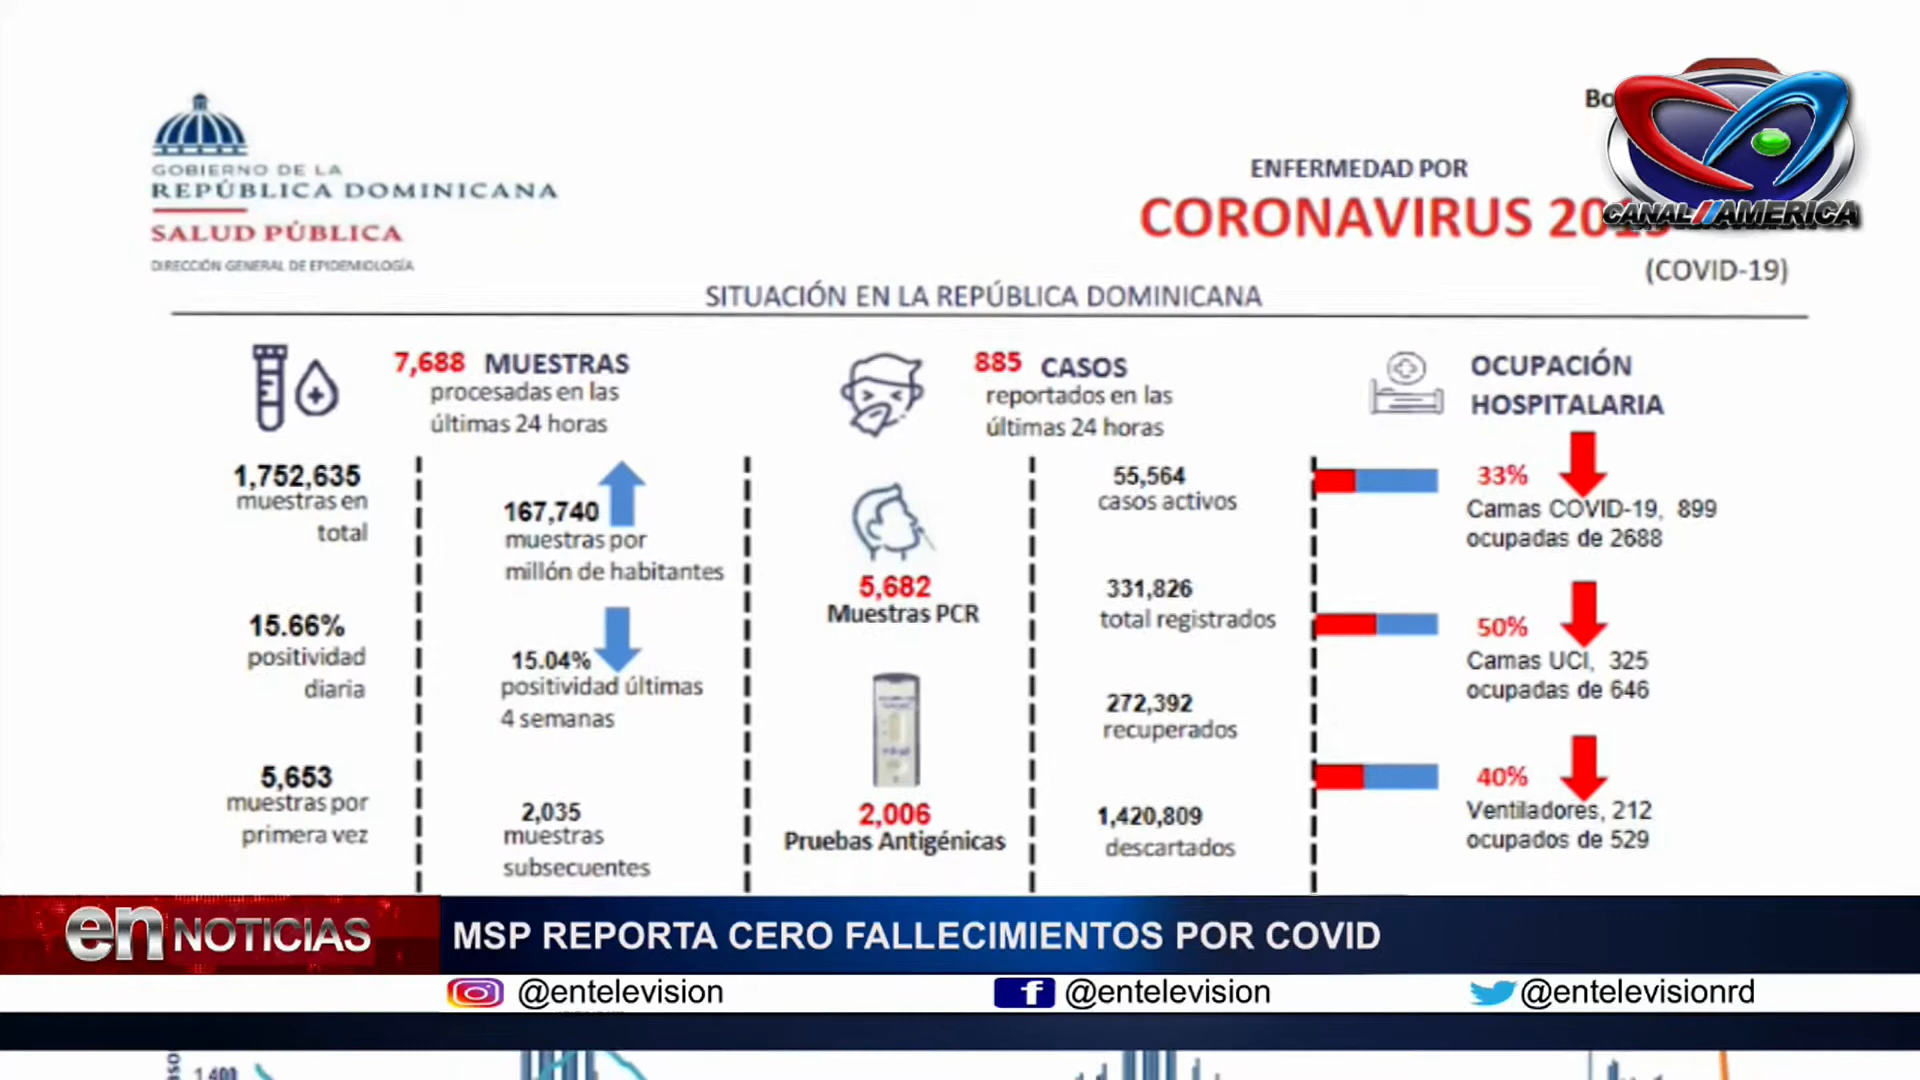 GOBIERNO DE LA
REPÚBLICA DOMINICANA
SALUD PÚBLICA
DIRECCIÓN GENERAL DE EPIDEMIOLOGÍA
Bo
ENFERMEDAD POR
CORONAVIRUS 2019
(COVID-19)
CANAL AMERICA
SITUACIÓN EN LA REPÚBLICA DOMINICANA
7,688 MUESTRAS
procesadas en las
últimas 24 horas
1,752,635
muestras en
total
15.66%
positividad
diaria
5,653
muestras por
primera vez
167,740
muestras por
millón de habitantes
15.04%
positividad últimas
4 semanas
2,035
muestras
subsecuentes
885 CASOS
reportados en las
últimas 24 horas
5,682
Muestras PCR
2,006
Pruebas Antigénicas
55,564
casos activos
331,826
total registrados
272,392
recuperados
1,420,809
descartados
OCUPACIÓN
HOSPITALARIA
33%
Camas COVID-19, 899
ocupadas de 2688
50%
Camas UCI, 325
ocupadas de 646
40%
Ventiladores, 212
ocupados de 529
en NOTICIAS
MSP REPORTA CERO FALLECIMIENTOS POR COVID
@entelevision
@entelevision
@entelevisionrd
1,400